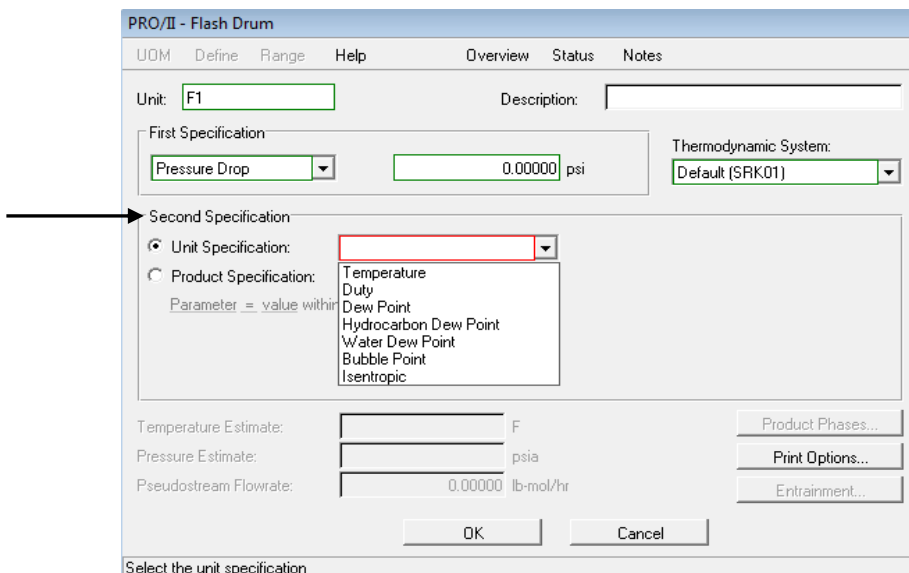 PRO/II - Flash Drum
UOM Define Range Help Overview Status Notes
Unit: F1 Description:
First Specification
Thermodynamic System:
Pressure Drop 0.00000 psi Default (SRK01)
Second Specification
Unit Specification:
Product Specification:
Temperature
Duty
Parameter = value within
Dew Point
Hydrocarbon Dew Point
Water Dew Point
Bubble Point
Isentropic
Temperature Estimate: F Product Phases...
Pressure Estimate: psia Print Options...
Pseudostream Flowrate: 0.00000 lb-mol/hr Entrainment...
OK Cancel
Select the unit specification